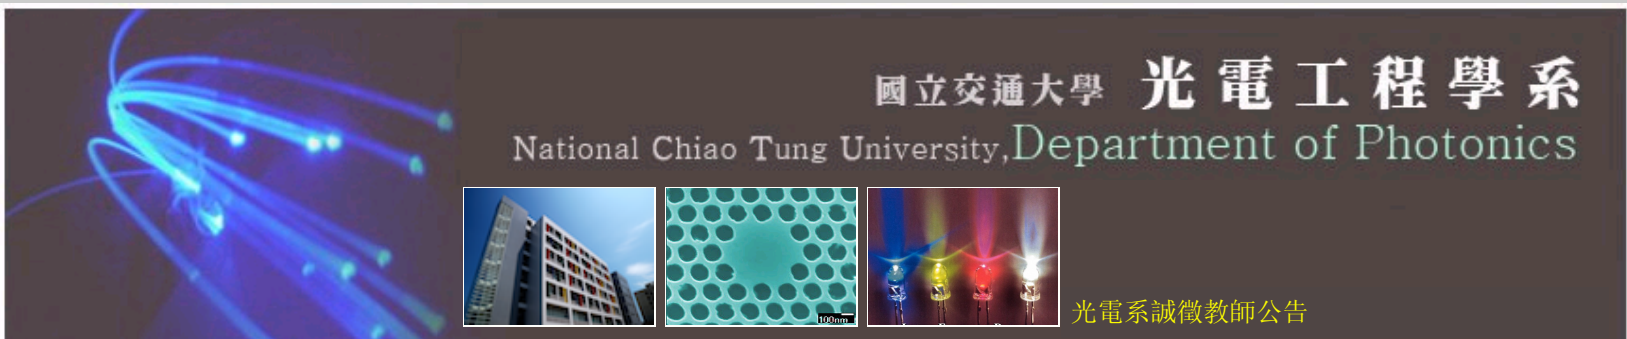 國立交通大學 光電工程學系
National Chiao Tung University,Department of Photonics
100nm
光電系誠徵教師公告